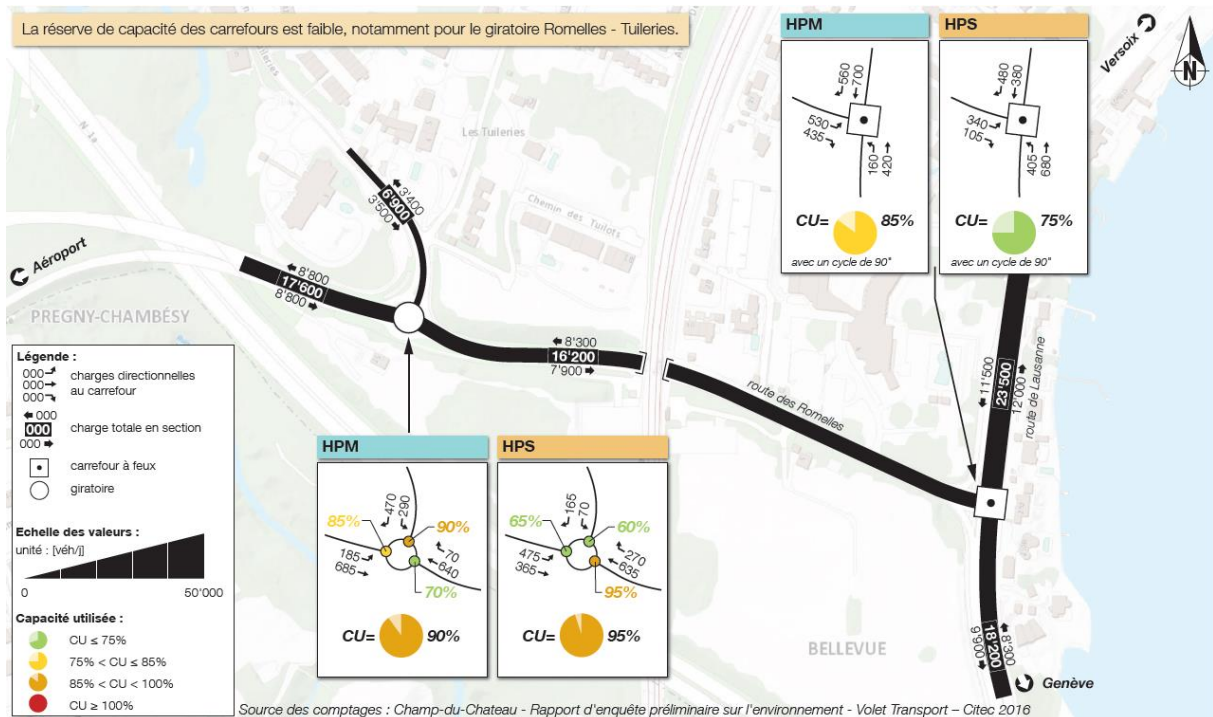 La réserve de capacité des carrefours est faible, notamment pour le giratoire Romelles - Tuileries.
HPM
560
700
530
435
160
420
CU=
85%
avec un cycle de 90"
HPS
480
380
340
105
405
680
CU=
75%
avec un cycle de 90"
Versoix
N
N 1a
Tuileries
Les Tuileries
Chemin des Tuilots
3'400
6'900
3'500
Aéroport
8'800
17'600
8'800
PREGNY-CHAMBÉSY
8'300
16'200
7'900
route des Romelles
11'500
23'500
12'000
route de Lausanne
Légende :
000
000
000
charges directionnelles
au carrefour
000
000
000
charge totale en section
carrefour à feux
giratoire
Echelle des valeurs :
unité : [véh/j]
0
50'000
Capacité utilisée :
CU ≤ 75%
75% < CU ≤ 85%
85% < CU < 100%
CU ≥ 100%
HPM
470
290
85%
90%
185
685
70
640
70%
CU=
90%
HPS
165
70
65%
60%
475
365
270
635
95%
CU=
95%
BELLEVUE
9'900
18'200
8'300
Genève
Source des comptages : Champ-du-Chateau - Rapport d'enquête préliminaire sur l'environnement - Volet Transport – Citec 2016